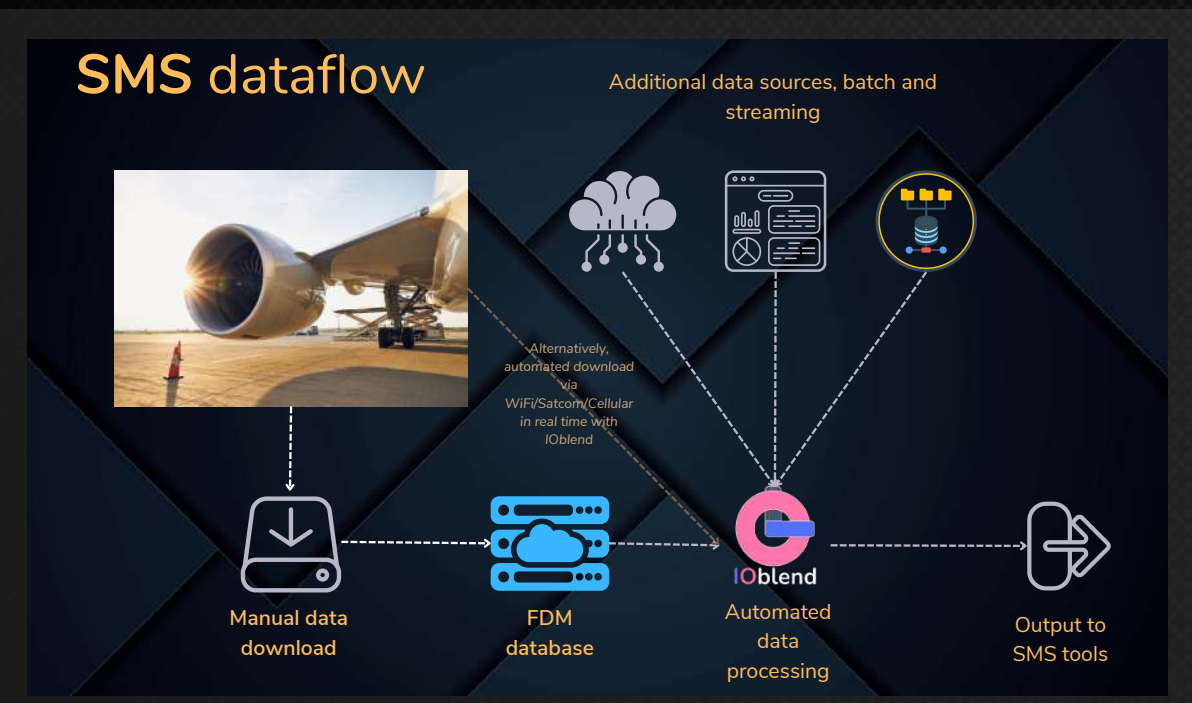 SMS dataflow
Additional data sources, batch and
streaming
Alternatively,
automated download
via
WiFi/Satcom/Cellular
in real time with
IOblend
IOblend
Manual data
download
FDM
database
Automated
data
processing
Output to
SMS tools